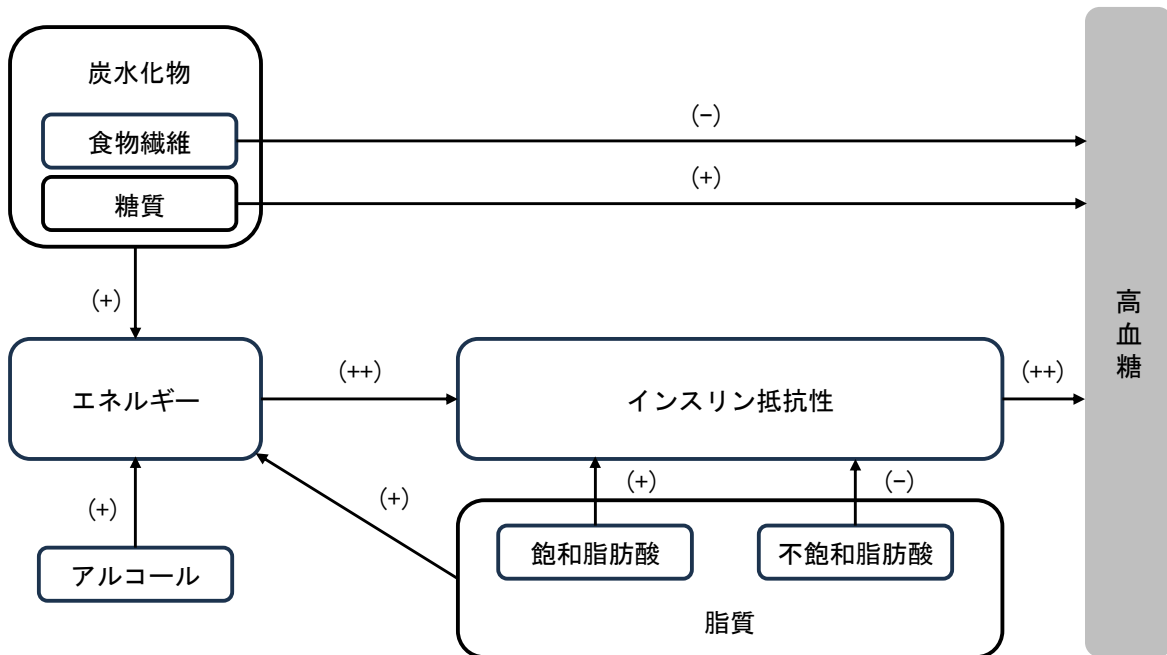 炭水化物
(−)
食物繊維
(+)
糖質
(+)
高血糖
エネルギー
(++)
インスリン抵抗性
(++)
(+)
(+)
(+)
(−)
アルコール
飽和脂肪酸
不飽和脂肪酸
脂質